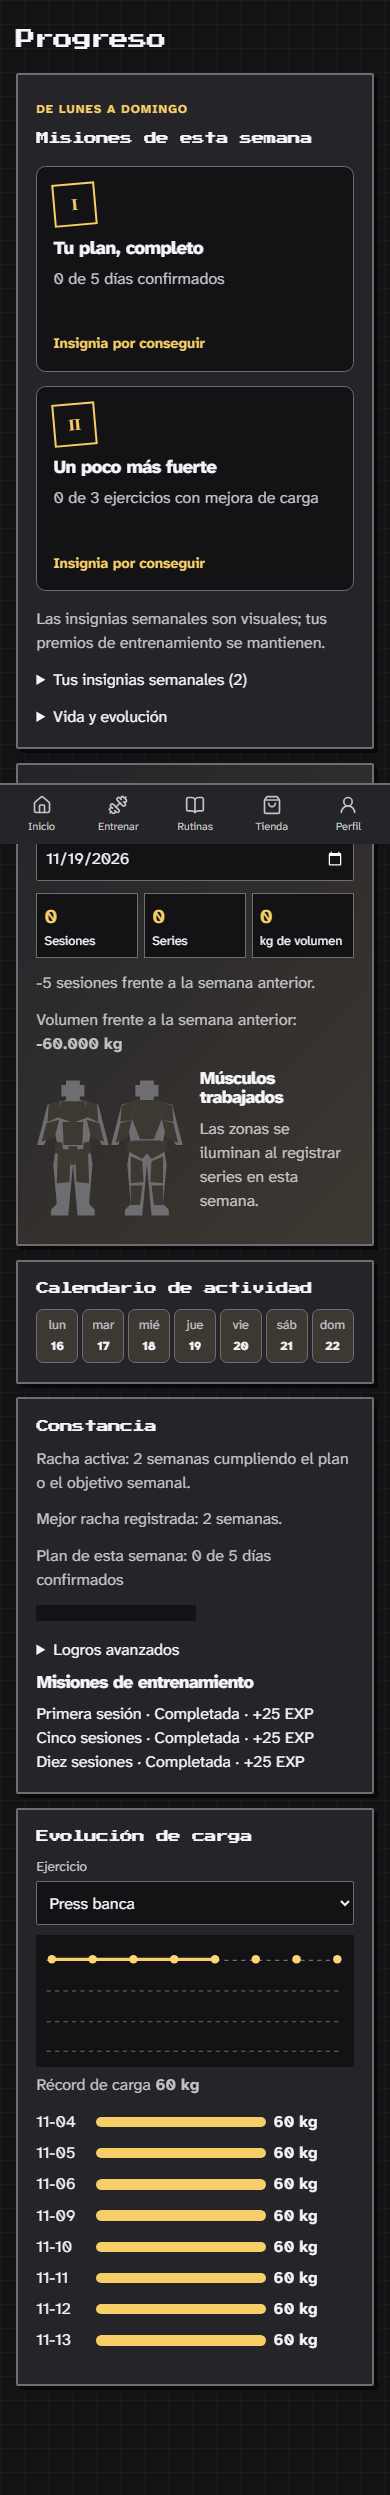 Progreso
DE LUNES A DOMINGO
Misiones de esta semana
I
Tu plan, completo
0 de 5 días confirmados
Insignia por conseguir
II
Un poco más fuerte
0 de 3 ejercicios con mejora de carga
Insignia por conseguir
Las insignias semanales son visuales; tus
premios de entrenamiento se mantienen.
▶ Tus insignias semanales (2)
▶ Vida y evolución
Inicio
Entrenar
Rutinas
Tienda
Perfil
11/19/2026
0
Sesiones
0
Series
0
kg de volumen
-5 sesiones frente a la semana anterior.
Volumen frente a la semana anterior:
-60.000 kg
Músculos
trabajados
Las zonas se
iluminan al registrar
series en esta
semana.
Calendario de actividad
lun
16
mar
17
mié
18
jue
19
vie
20
sáb
21
dom
22
Constancia
Racha activa: 2 semanas cumpliendo el plan
o el objetivo semanal.
Mejor racha registrada: 2 semanas.
Plan de esta semana: 0 de 5 días
confirmados
▶ Logros avanzados
Misiones de entrenamiento
Primera sesión · Completada · +25 EXP
Cinco sesiones · Completada · +25 EXP
Diez sesiones · Completada · +25 EXP
Evolución de carga
Ejercicio
Press banca
Récord de carga 60 kg
11-04 60 kg
11-05 60 kg
11-06 60 kg
11-09 60 kg
11-10 60 kg
11-11 60 kg
11-12 60 kg
11-13 60 kg